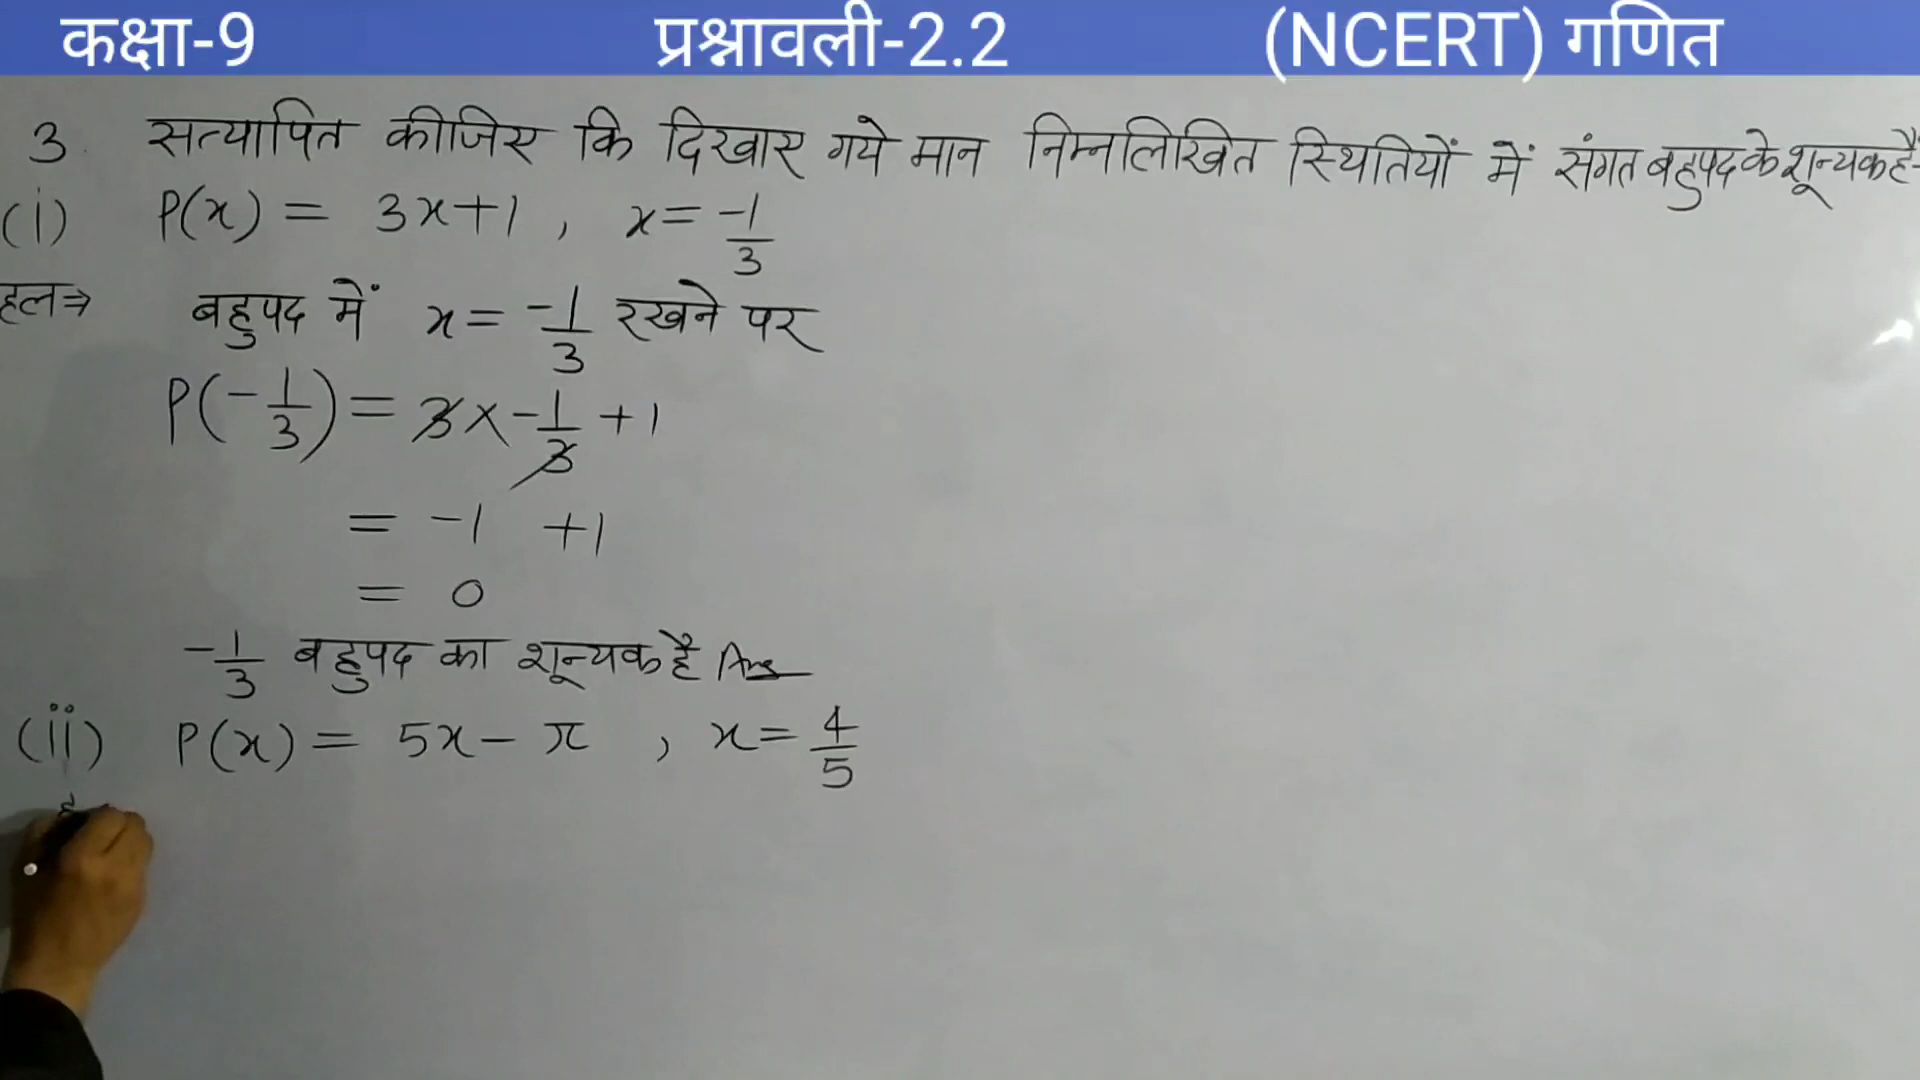 कक्षा-9 प्रश्नावली-2.2 (NCERT) गणित
3. सत्यापित कीजिए कि दिखाए गये मान निम्नलिखित स्थितियों में संगत बहुपद के शून्यक हैं-
(i) P(x) = 3x+1, x = -1/3
हल⇒ बहुपद में x = -1/3 रखने पर
P(-1/3) = 3 x -1/3 +1
= -1 +1
= 0
-1/3 बहुपद का शून्यक है Ans
(ii) P(x) = 5x - π , x = 4/5